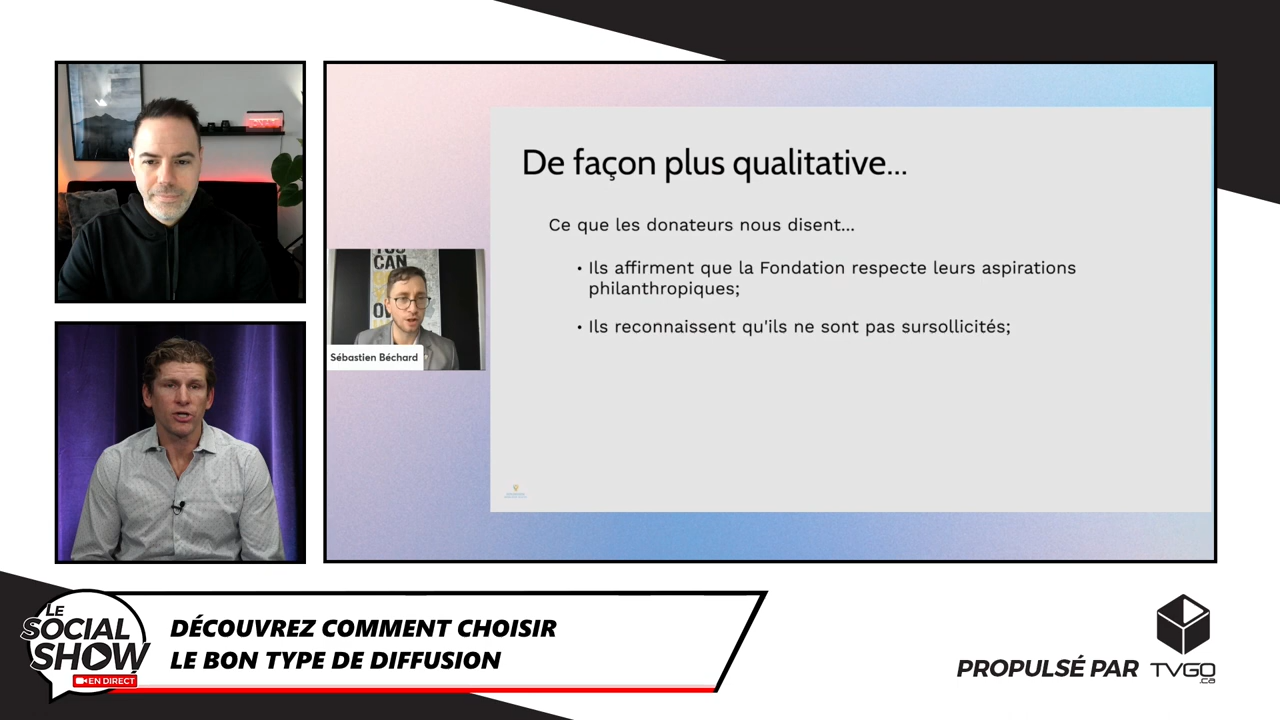 De façon plus qualitative...
Ce que les donateurs nous disent...
• Ils affirment que la Fondation respecte leurs aspirations
philanthropiques;
• Ils reconnaissent qu'ils ne sont pas sursollicités;
CAN
Sébastien Béchard
LE
SOCIAL
SHOW
EN DIRECT
DÉCOUVREZ COMMENT CHOISIR
LE BON TYPE DE DIFFUSION
PROPULSÉ PAR
TVGO
.ca